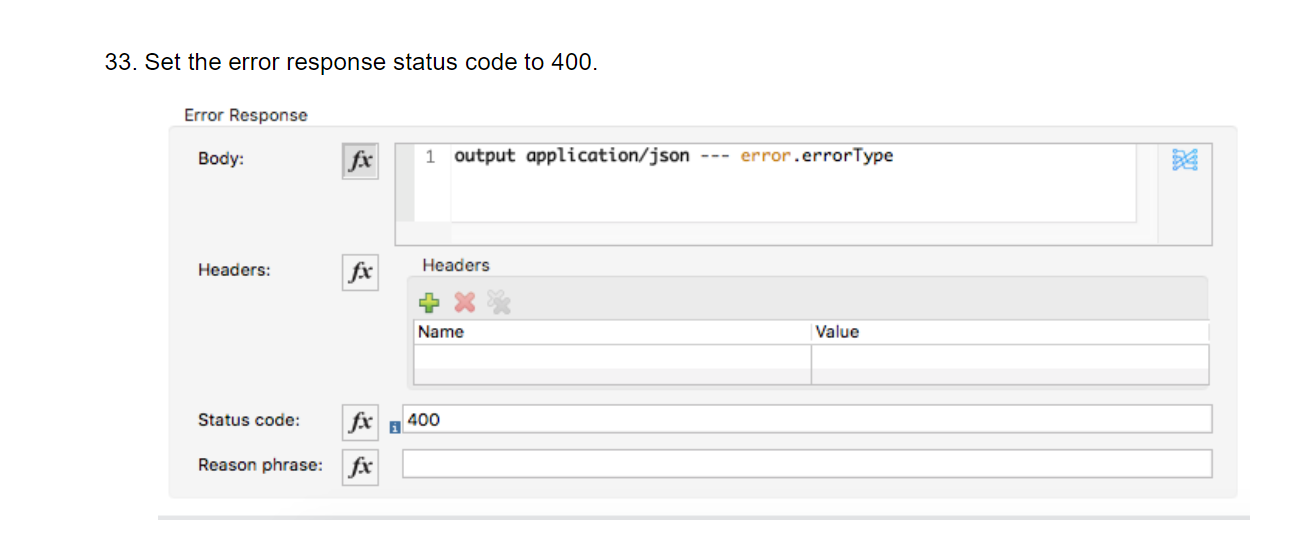 33. Set the error response status code to 400.
Error Response
Body:
fx
1 output application/json --- error.errorType
Headers:
fx
Headers
Name Value
Status code:
fx
i
400
Reason phrase:
fx